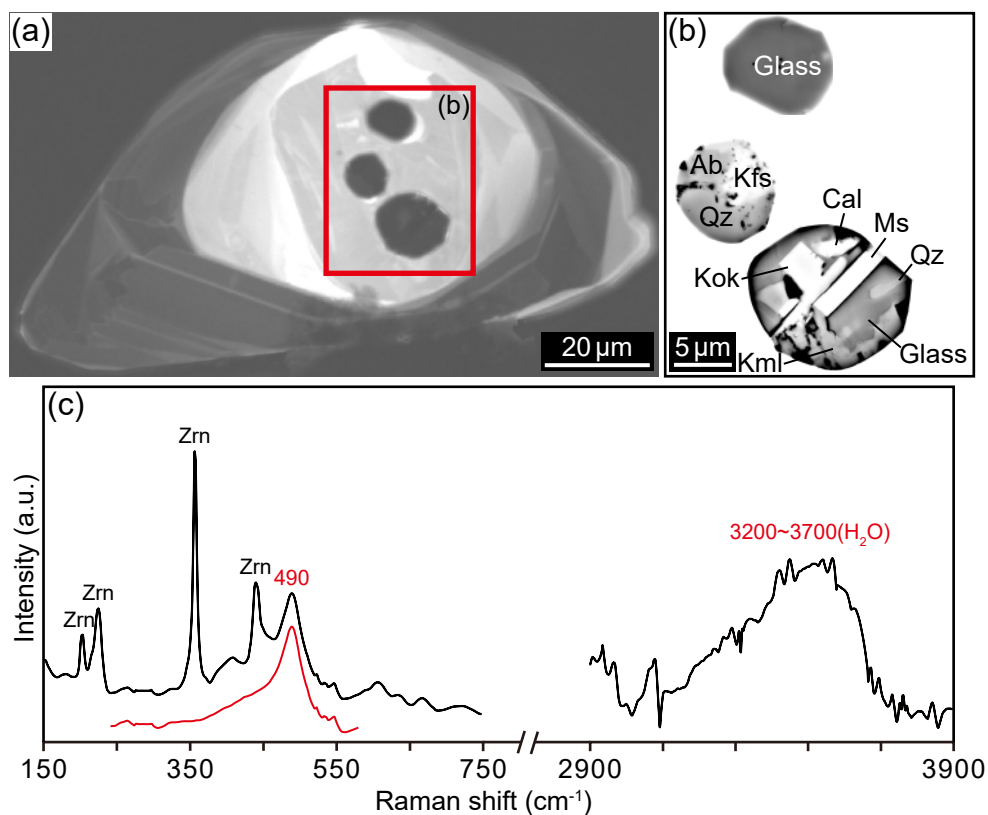 (a)
(b)
20 µm
(b)
Glass
Ab
Kfs
Qz
Cal
Ms
Kok
Qz
Glass
Kml
5 µm
(c)
Zrn
Zrn
Zrn
Zrn
490
3200~3700(H₂O)
Intensity (a.u.)
150 350 550 750 2900 3900
Raman shift (cm⁻¹)